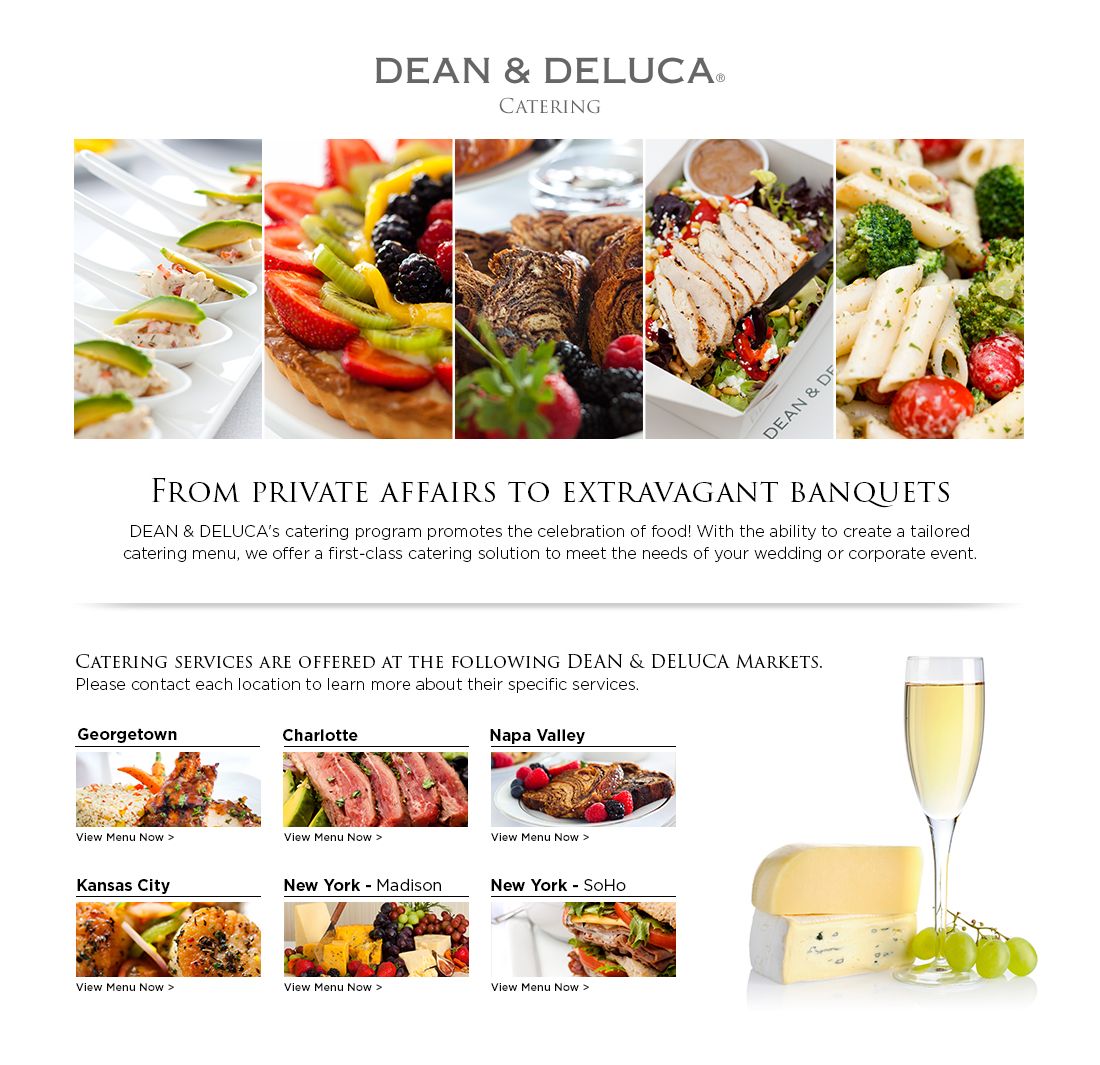 DEAN & DELUCA®
CATERING
DEAN & DE
FROM PRIVATE AFFAIRS TO EXTRAVAGANT BANQUETS
DEAN & DELUCA's catering program promotes the celebration of food! With the ability to create a tailored
catering menu, we offer a first-class catering solution to meet the needs of your wedding or corporate event.
CATERING SERVICES ARE OFFERED AT THE FOLLOWING DEAN & DELUCA MARKETS.
Please contact each location to learn more about their specific services.
Georgetown
Charlotte
Napa Valley
View Menu Now >
View Menu Now >
View Menu Now >
Kansas City
New York - Madison
New York - SoHo
View Menu Now >
View Menu Now >
View Menu Now >